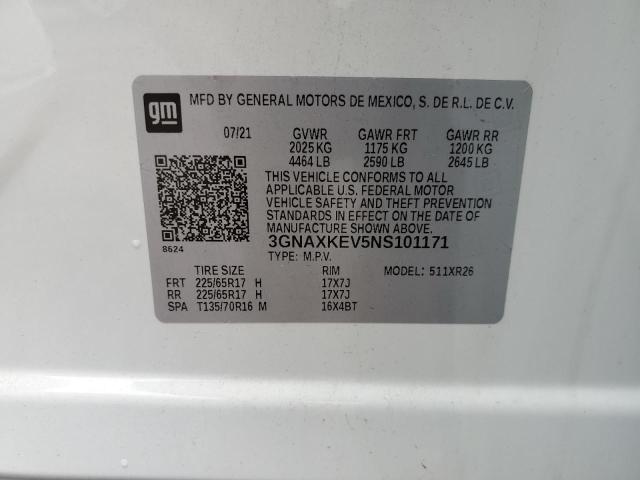 gm
MFD BY GENERAL MOTORS DE MEXICO, S. DE R.L. DE C.V.
07/21 GVWR GAWR FRT GAWR RR
2025 KG 1175 KG 1200 KG
4464 LB 2590 LB 2645 LB
THIS VEHICLE CONFORMS TO ALL
APPLICABLE U.S. FEDERAL MOTOR
VEHICLE SAFETY AND THEFT PREVENTION
STANDARDS IN EFFECT ON THE DATE
OF MANUFACTURE SHOWN ABOVE.
8624
3GNAXKEV5NS101171
TYPE: M.P.V.
TIRE SIZE RIM MODEL: 511XR26
FRT 225/65R17 H 17X7J
RR 225/65R17 H 17X7J
SPA T135/70R16 M 16X4BT